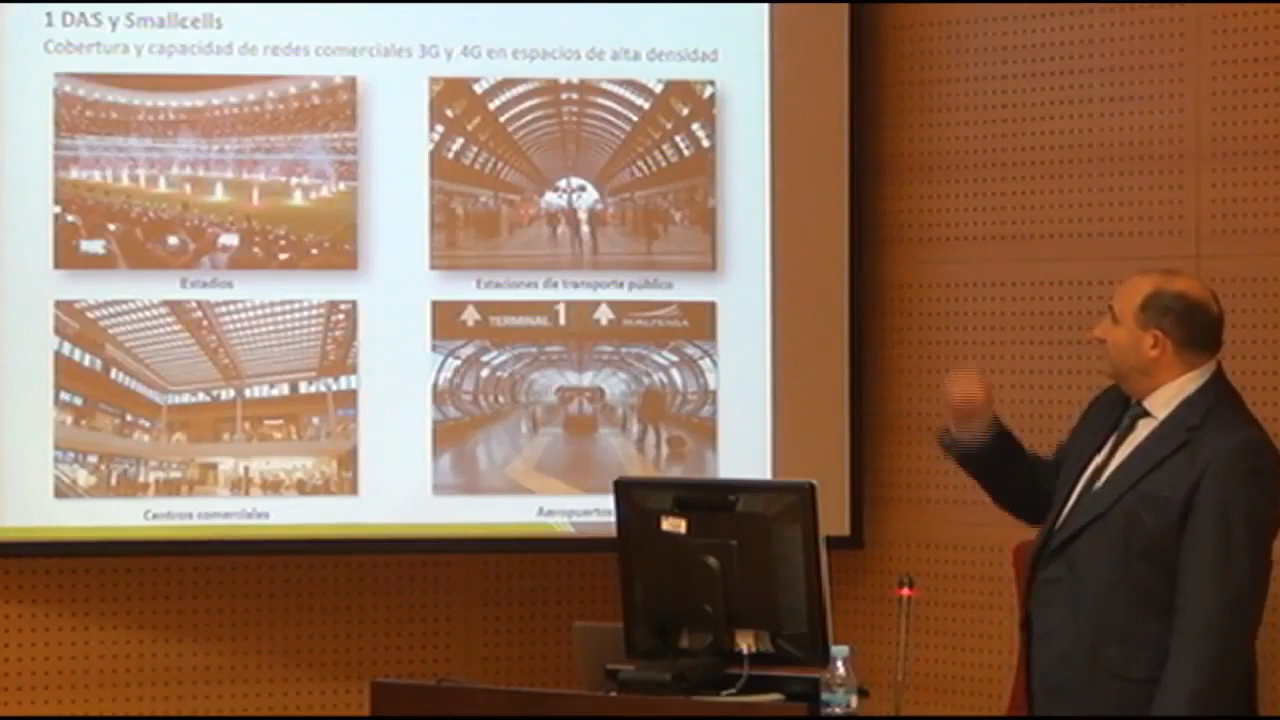 1 DAS y Smallcells
Cobertura y capacidad de redes comerciales 3G y 4G en espacios de alta densidad
Estadios
Estaciones de transporte público
TERMINAL 1
MALPENSA
Centros comerciales
Aeropuertos